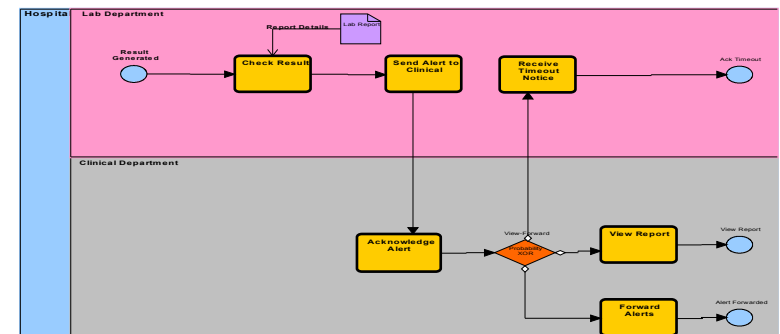 Hospita
Lab Department
Report Details
Lab Report
Result
Generated
Check Result
Send Alert to
Clinical
Receive
Timeout
Notice
Ack Timeout
Clinical Department
Acknowledge
Alert
View-Forward
Probability
XOR
View Report
View Report
Forward
Alerts
Alert Forwarded